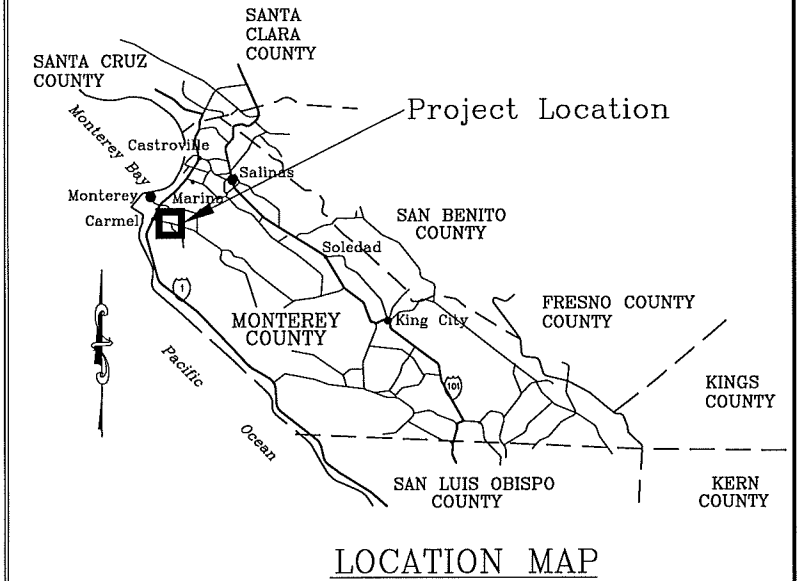 SANTA
CLARA
COUNTY
SANTA CRUZ
COUNTY
Monterey Bay
Project Location
Castroville
Salinas
Monterey
Marina
Carmel
SAN BENITO
COUNTY
Soledad
1
FRESNO COUNTY
COUNTY
MONTEREY
COUNTY
King City
Pacific
Ocean
101
KINGS
COUNTY
SAN LUIS OBISPO
COUNTY
KERN
COUNTY
LOCATION MAP